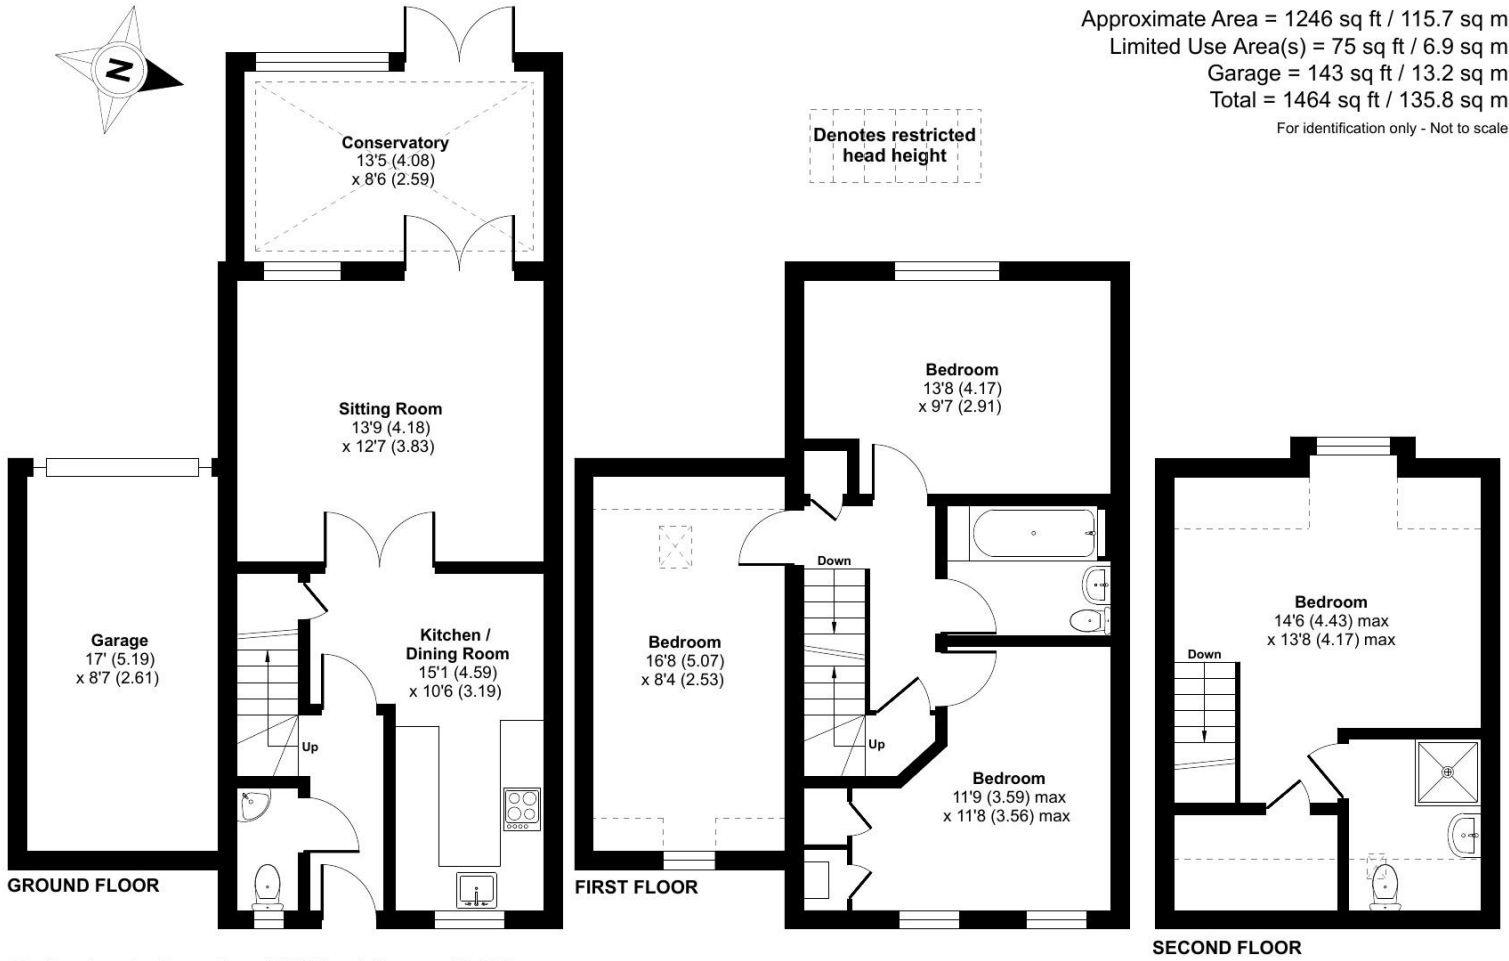 Approximate Area = 1246 sq ft / 115.7 sq m
Limited Use Area(s) = 75 sq ft / 6.9 sq m
Garage = 143 sq ft / 13.2 sq m
Total = 1464 sq ft / 135.8 sq m
For identification only - Not to scale
N
Denotes restricted
head height
Conservatory
13'5 (4.08)
x 8'6 (2.59)
Sitting Room
13'9 (4.18)
x 12'7 (3.83)
Garage
17' (5.19)
x 8'7 (2.61)
Kitchen /
Dining Room
15'1 (4.59)
x 10'6 (3.19)
Up
GROUND FLOOR
Bedroom
13'8 (4.17)
x 9'7 (2.91)
Down
Bedroom
16'8 (5.07)
x 8'4 (2.53)
Up
Bedroom
11'9 (3.59) max
x 11'8 (3.56) max
FIRST FLOOR
Bedroom
14'6 (4.43) max
x 13'8 (4.17) max
Down
SECOND FLOOR